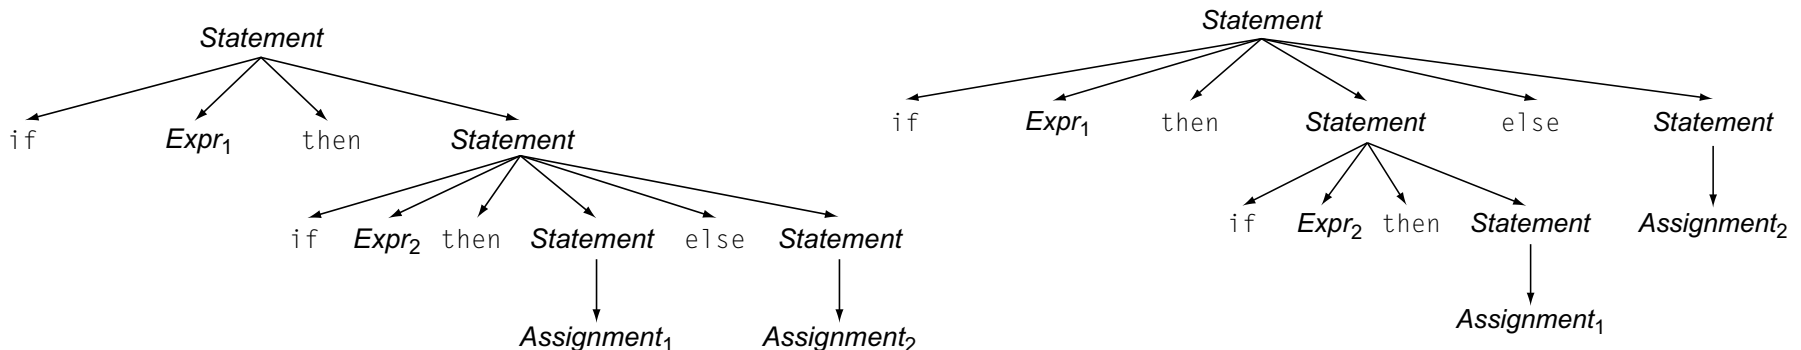 Statement
if Expr₁ then Statement
if Expr₂ then Statement else Statement
Assignment₁ Assignment₂
Statement
if Expr₁ then Statement else Statement
if Expr₂ then Statement Assignment₂
Assignment₁